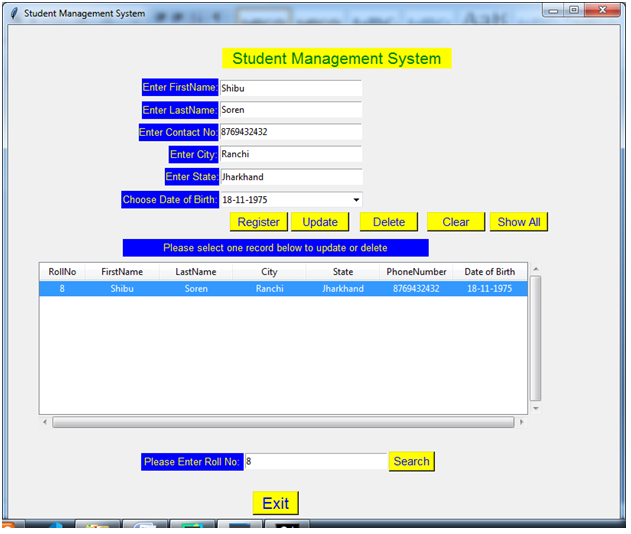 Student Management System
Student Management System
Enter FirstName: Shibu
Enter LastName: Soren
Enter Contact No: 8769432432
Enter City: Ranchi
Enter State: Jharkhand
Choose Date of Birth: 18-11-1975
Register Update Delete Clear Show All
Please select one record below to update or delete
RollNo FirstName LastName City State PhoneNumber Date of Birth
8 Shibu Soren Ranchi Jharkhand 8769432432 18-11-1975
Please Enter Roll No: 8 Search
Exit